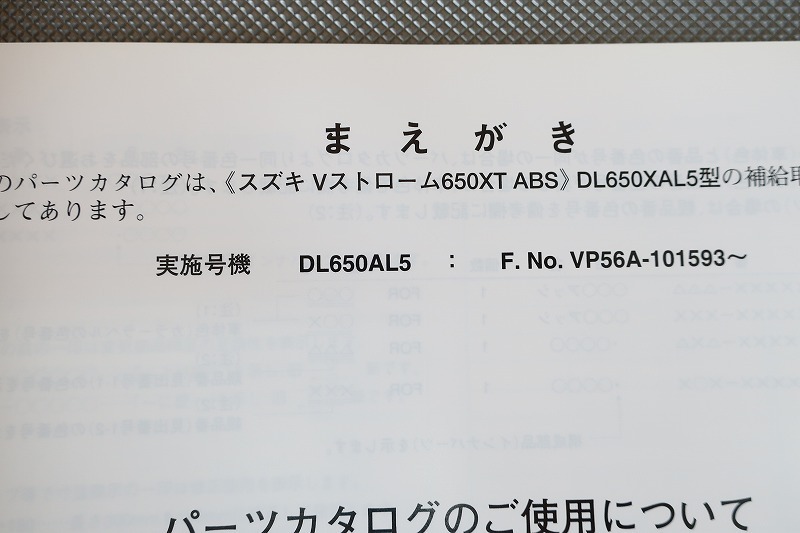 まえがき
のパーツカタログは、《スズキ Vストローム650XT ABS》DL650XAL5型の補給
してあります。
実施号機 DL650AL5 : F. No. VP56A-101593～
パーツカタログのご使用について